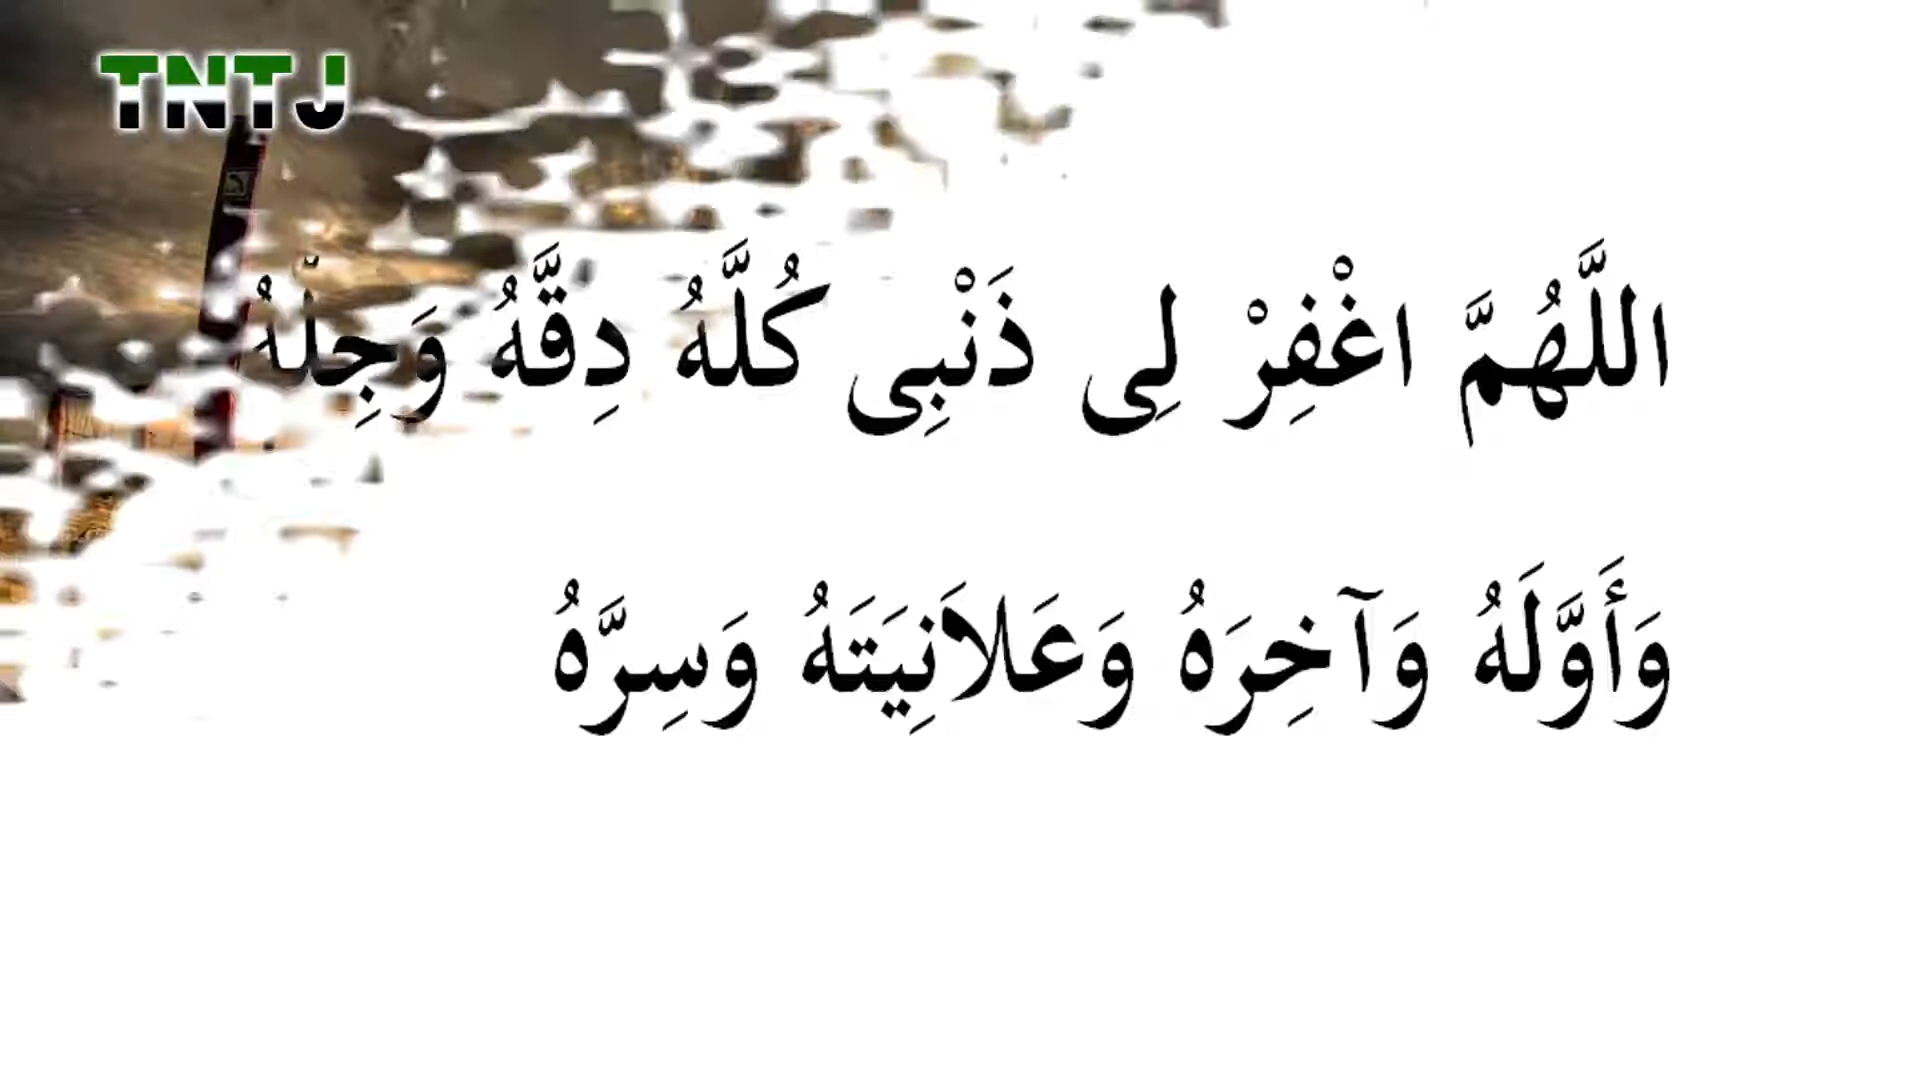 TNTJ
اللَّهُمَّ اغْفِرْ لِى ذَنْبِى كُلَّهُ دِقَّهُ وَجِلَّهُ
وَأَوَّلَهُ وَآخِرَهُ وَعَلاَنِيَتَهُ وَسِرَّهُ